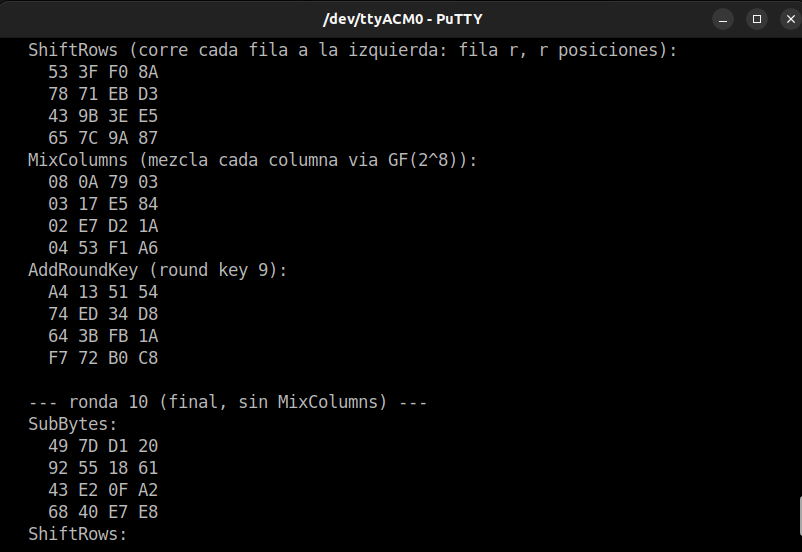 /dev/ttyACM0 - PuTTY
ShiftRows (corre cada fila a la izquierda: fila r, r posiciones):
53 3F F0 8A
78 71 EB D3
43 9B 3E E5
65 7C 9A 87
MixColumns (mezcla cada columna via GF(2^8)):
08 0A 79 03
03 17 E5 84
02 E7 D2 1A
04 53 F1 A6
AddRoundKey (round key 9):
A4 13 51 54
74 ED 34 D8
64 3B FB 1A
F7 72 B0 C8
--- ronda 10 (final, sin MixColumns) ---
SubBytes:
49 7D D1 20
92 55 18 61
43 E2 0F A2
68 40 E7 E8
ShiftRows: